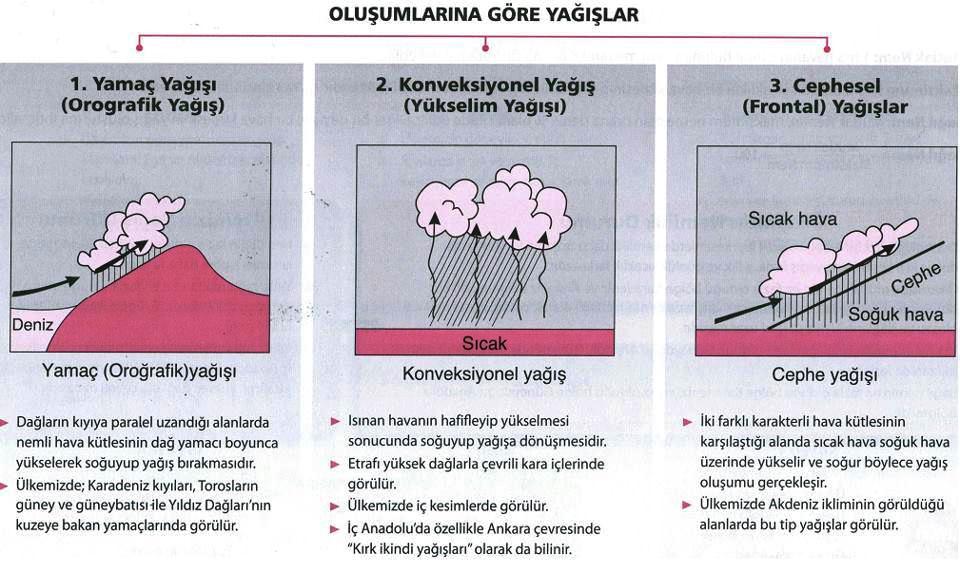 OLUŞUMLARINA GÖRE YAĞIŞLAR
1. Yamaç Yağışı
(Orografik Yağış)
Deniz
Yamaç (Oroğrafik)yağışı
Dağların kıyıya paralel uzandığı alanlarda
nemli hava kütlesinin dağ yamacı boyunca
yükselerek soğuyup yağış bırakmasıdır.
Ülkemizde; Karadeniz kıyıları, Torosların
güney ve güneybatısı ile Yıldız Dağları'nın
kuzeye bakan yamaçlarında görülür.
2. Konveksiyonel Yağış
(Yükselim Yağışı)
Sıcak
Konveksiyonel yağış
Isınan havanın hafifleyip yükselmesi
sonucunda soğuyup yağışa dönüşmesidir.
Etrafı yüksek dağlarla çevrili kara içlerinde
görülür.
Ülkemizde iç kesimlerde görülür.
İç Anadolu'da özellikle Ankara çevresinde
"Kırk ikindi yağışları" olarak da bilinir.
3. Cephesel
(Frontal) Yağışlar
Sıcak hava
Cephe
Soğuk hava
Cephe yağışı
İki farklı karakterli hava kütlesinin
karşılaştığı alanda sıcak hava soğuk hava
üzerinde yükselir ve soğur böylece yağış
oluşumu gerçekleşir.
Ülkemizde Akdeniz ikliminin görüldüğü
alanlarda bu tip yağışlar görülür.